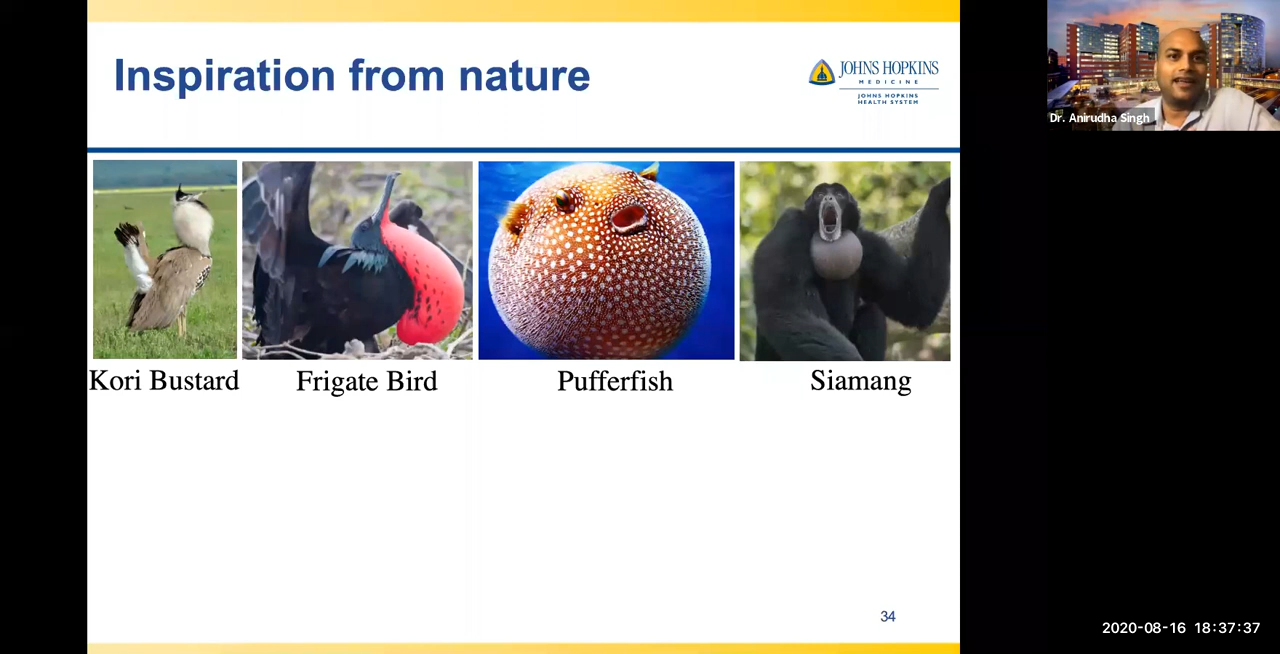 Inspiration from nature
JOHNS HOPKINS
MEDICINE
JOHNS HOPKINS
HEALTH SYSTEM
Dr. Anirudha Singh
Kori Bustard
Frigate Bird
Pufferfish
Siamang
34
2020-08-16 18:37:37